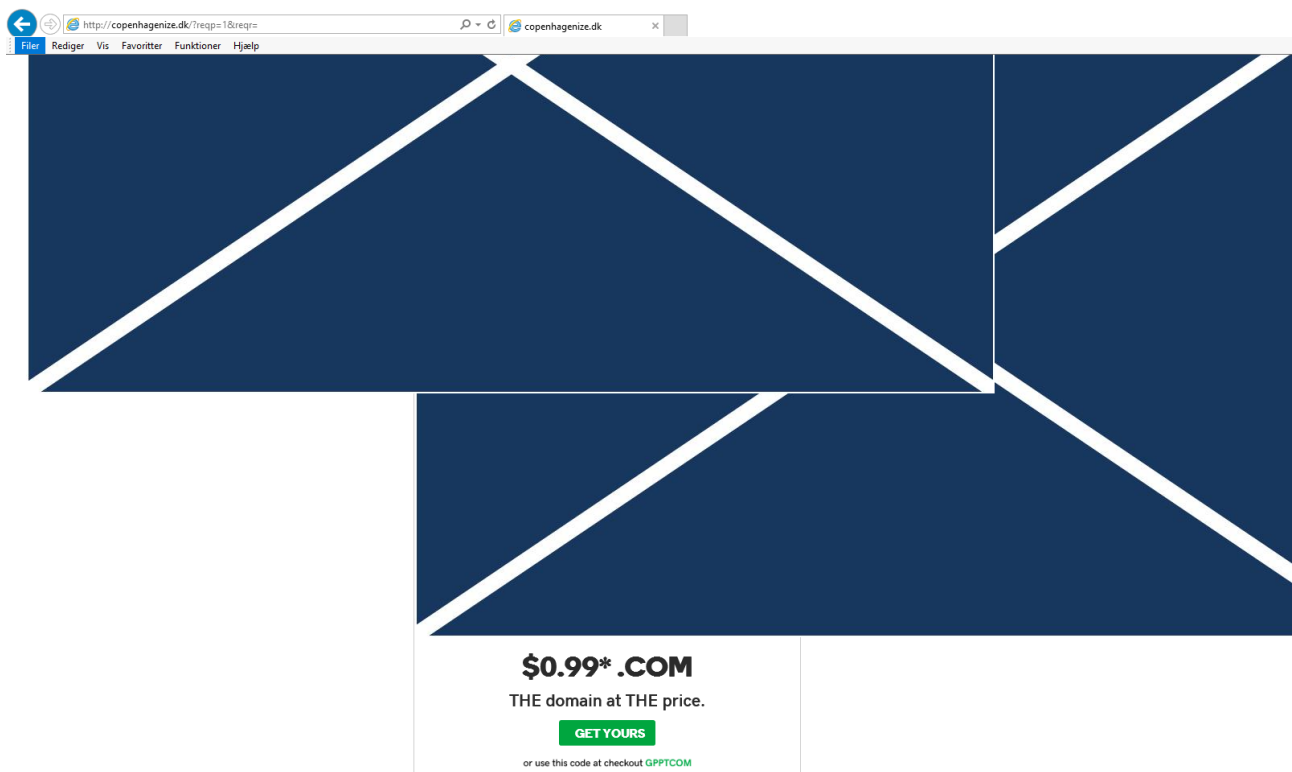 http://copenhagenize.dk/?reqp=1&reqr=
copenhagenize.dk
Filer Rediger Vis Favoritter Funktioner Hjælp
$0.99* .COM
THE domain at THE price.
GET YOURS
or use this code at checkout GPPTCOM